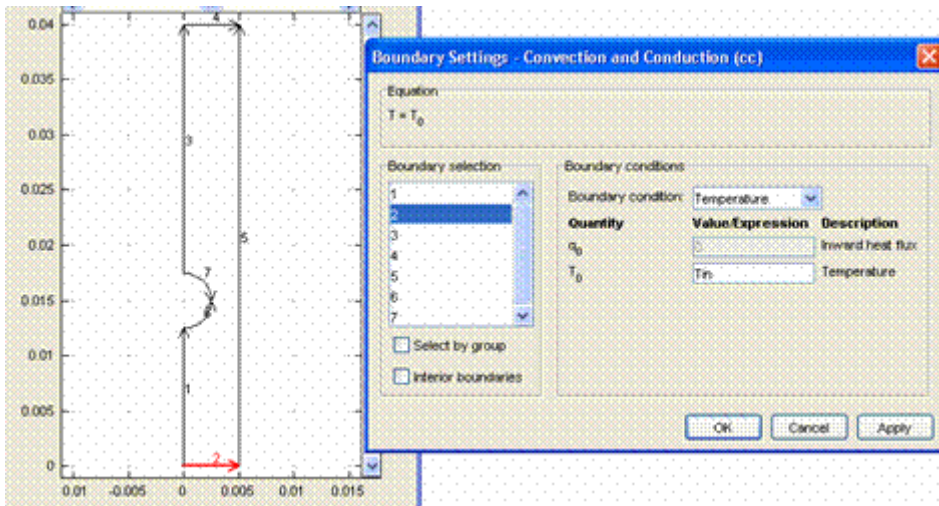 4
0.04
0.035
0.03
3
0.025
5
0.02
7
0.015
6
0.01
1
0.005
0
2
0.01 -0.005 0 0.005 0.01 0.015
Boundary Settings - Convection and Conduction (cc)
Equation
T = T0
Boundary selection
1
2
3
4
5
6
7
Select by group
Interior boundaries
Boundary conditions
Boundary condition: Temperature
Quantity Value/Expression Description
q0 Inward heat flux
T0 Tin Temperature
OK Cancel Apply